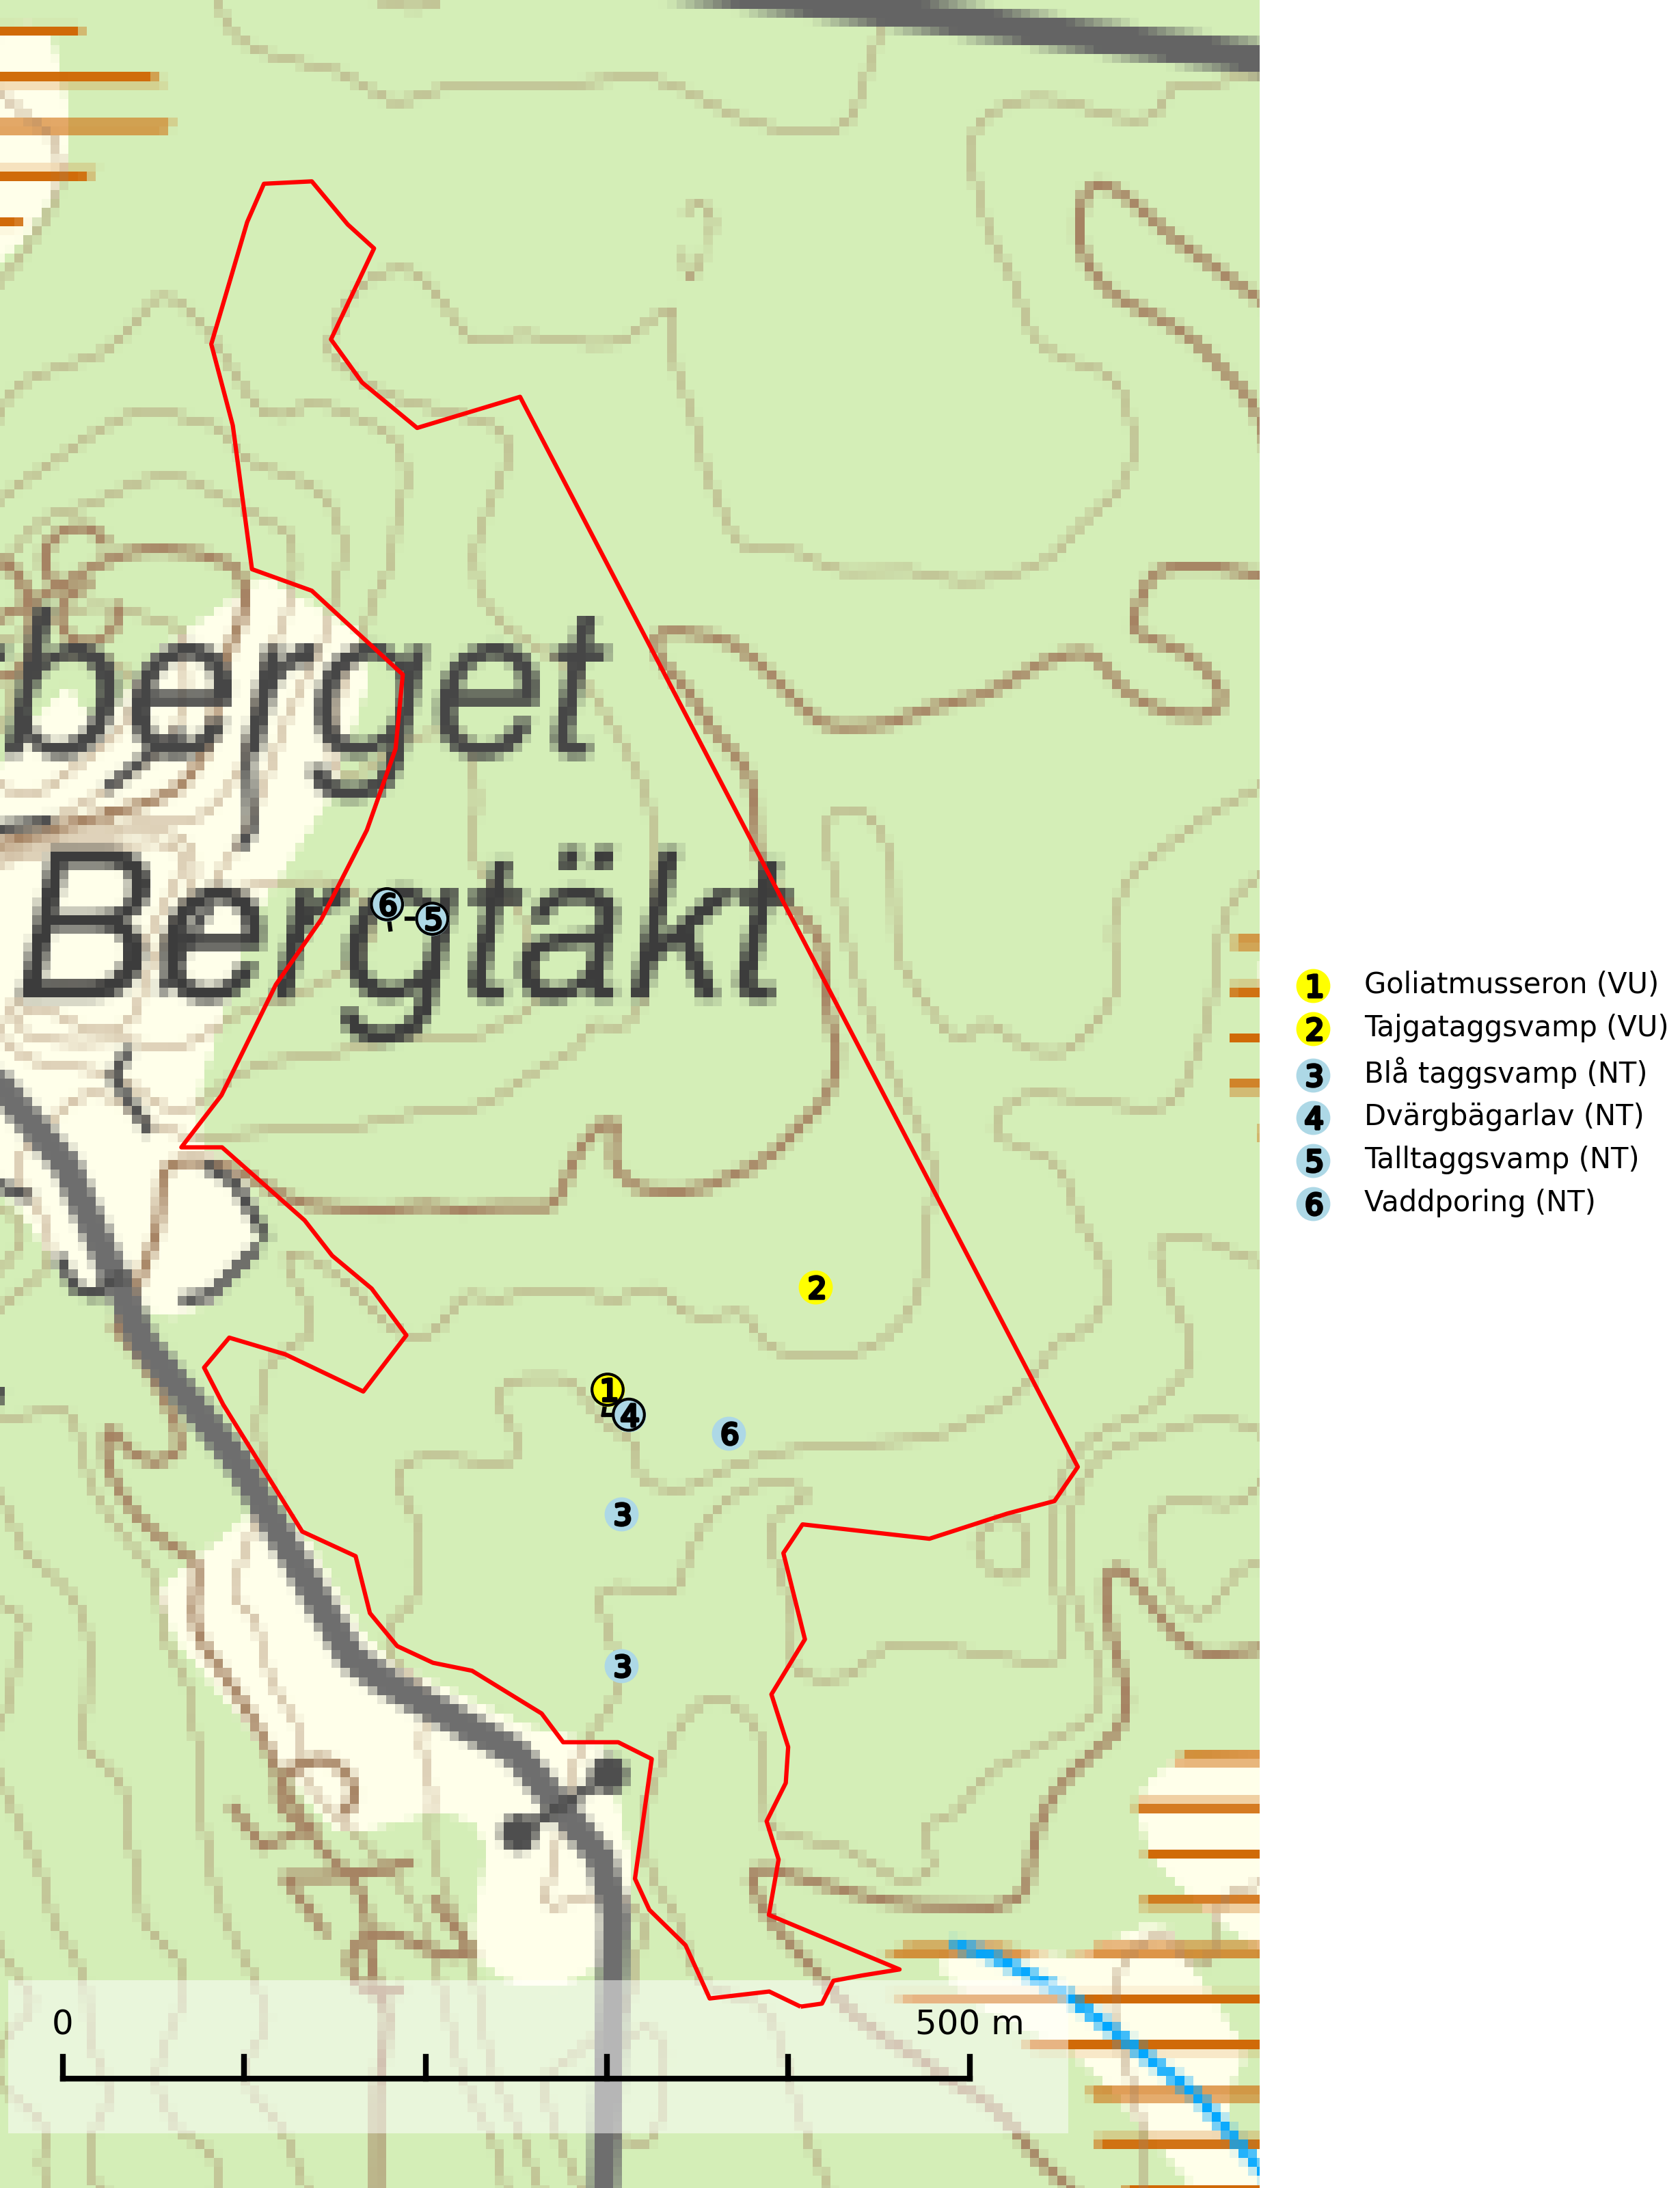 berget
Bergtäkt
6
5
2
1
4
6
3
3
0
500 m
1 Goliatmusseron (VU)
2 Tajgataggsvamp (VU)
3 Blå taggsvamp (NT)
4 Dvärgbägarlav (NT)
5 Talltaggsvamp (NT)
6 Vaddporing (NT)